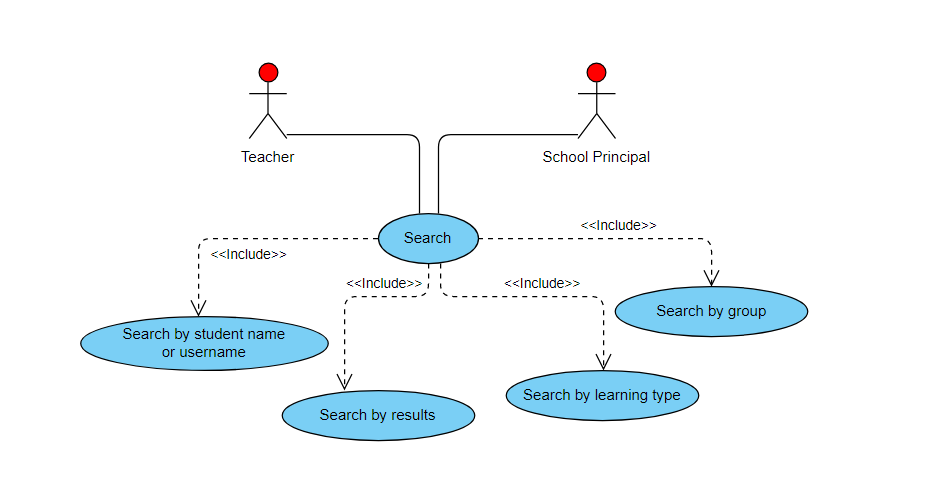 Teacher
School Principal
Search
<<Include>>
<<Include>>
<<Include>>
<<Include>>
Search by group
Search by student name
or username
Search by learning type
Search by results